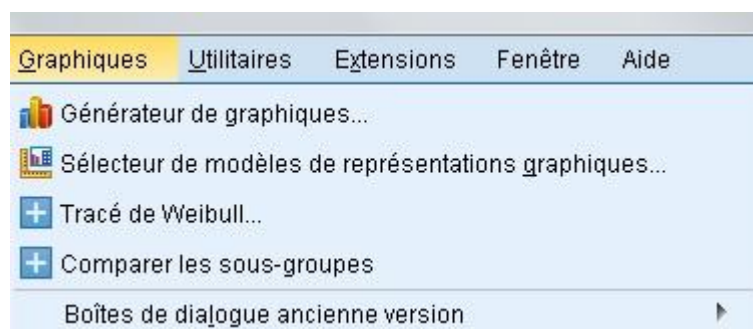 Graphiques Utilitaires Extensions Fenêtre Aide
Générateur de graphiques...
Sélecteur de modèles de représentations graphiques...
Tracé de Weibull...
Comparer les sous-groupes
Boîtes de dialogue ancienne version